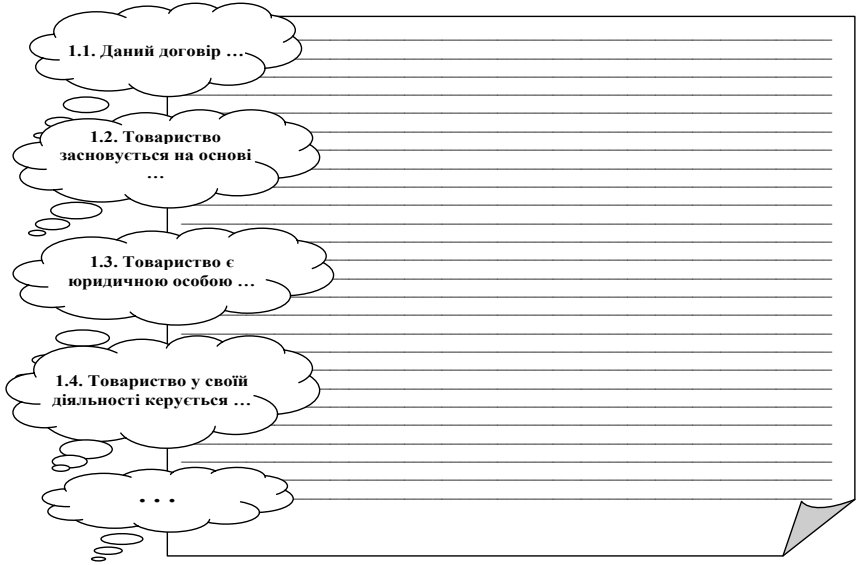 1.1. Даний договір …
1.2. Товариство
засновується на основі
…
1.3. Товариство є
юридичною особою …
1.4. Товариство у своїй
діяльності керується …
. . .